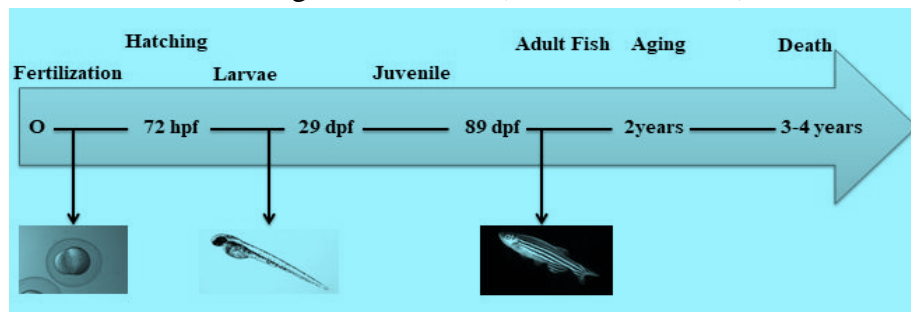 Hatching
Adult Fish Aging Death
Fertilization Larvae Juvenile
O 72 hpf 29 dpf 89 dpf 2years 3-4 years